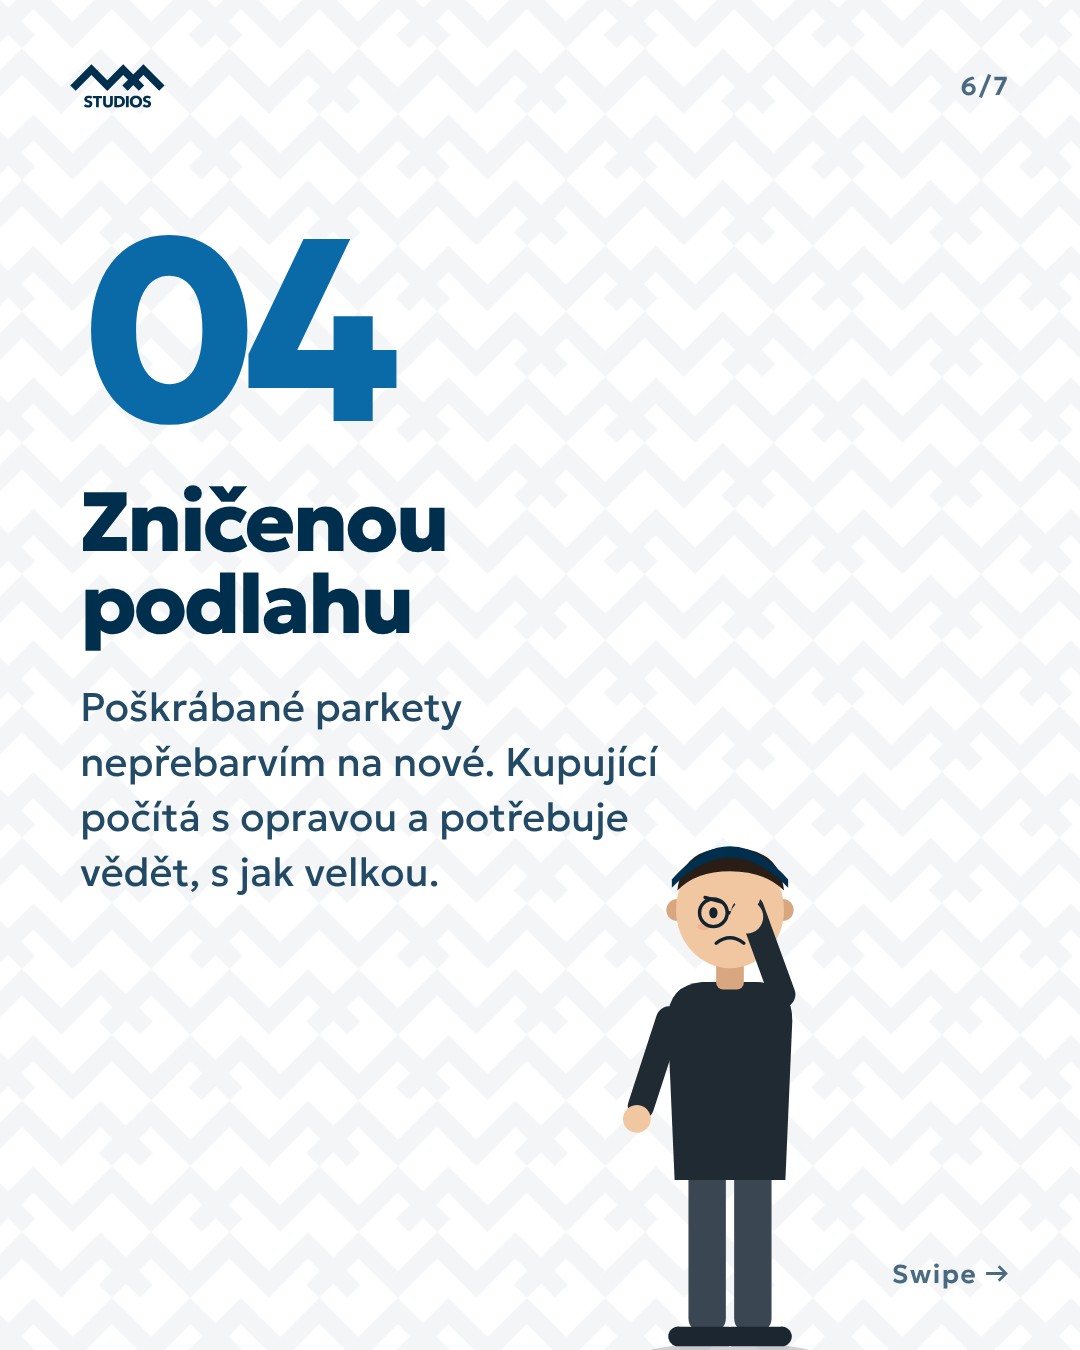 STUDIOS
6/7
04
Zničenou
podlahu
Poškrábané parkety
nepřebarvím na nové. Kupující
počítá s opravou a potřebuje
vědět, s jak velkou.
Swipe →